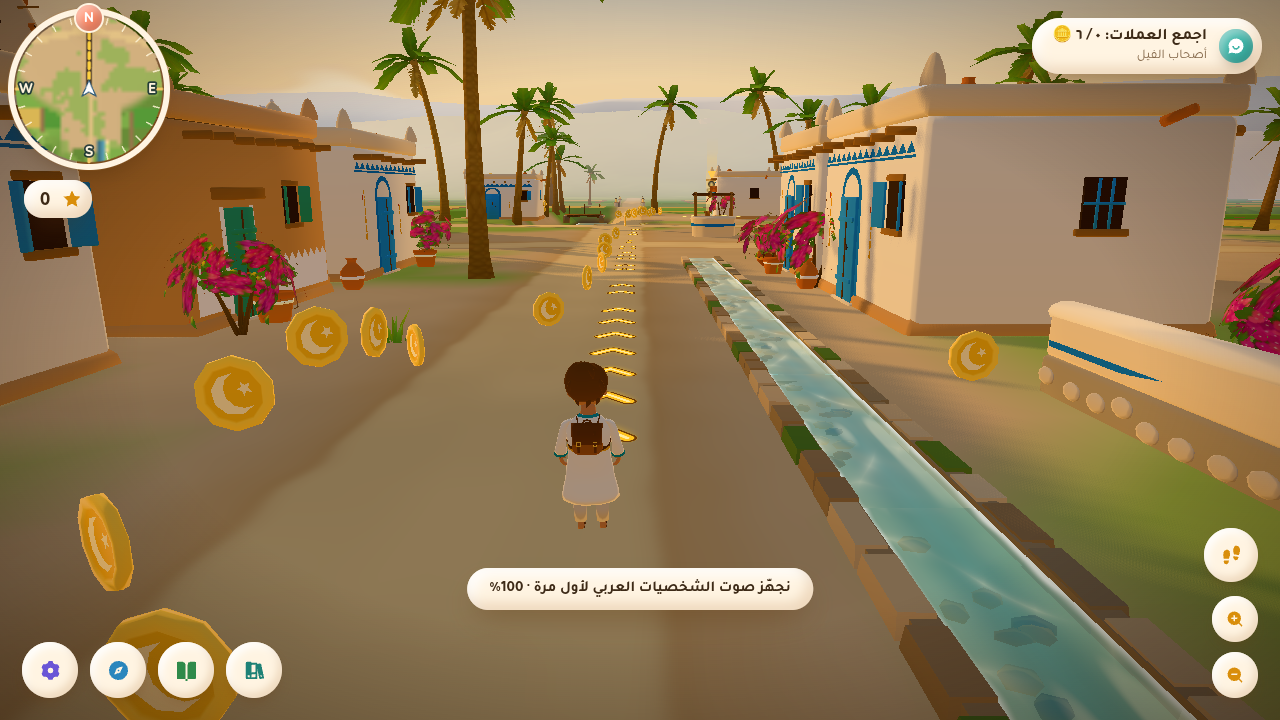 N
W
E
S
0
اجمع العملات: ٠ / ٦
أصحاب الفيل
نجهّز صوت الشخصيات العربي لأول مرة · 100%